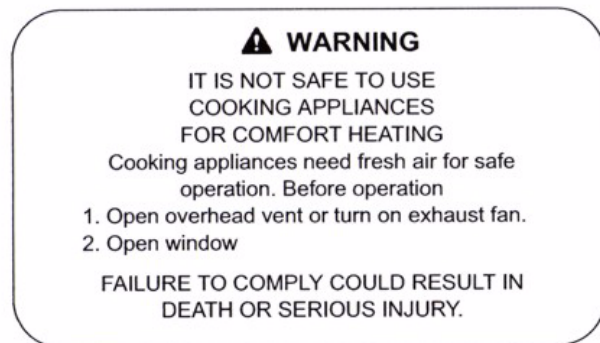 WARNING
IT IS NOT SAFE TO USE
COOKING APPLIANCES
FOR COMFORT HEATING
Cooking appliances need fresh air for safe
operation. Before operation
1. Open overhead vent or turn on exhaust fan.
2. Open window
FAILURE TO COMPLY COULD RESULT IN
DEATH OR SERIOUS INJURY.